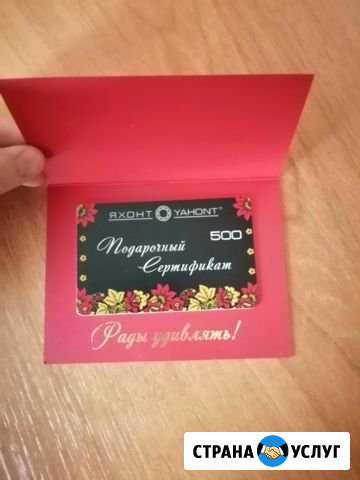 ЯХОНТ YAHONT®
500
Подарочный
Сертификат
Рады удивлять!
СТРАНА УСЛУГ